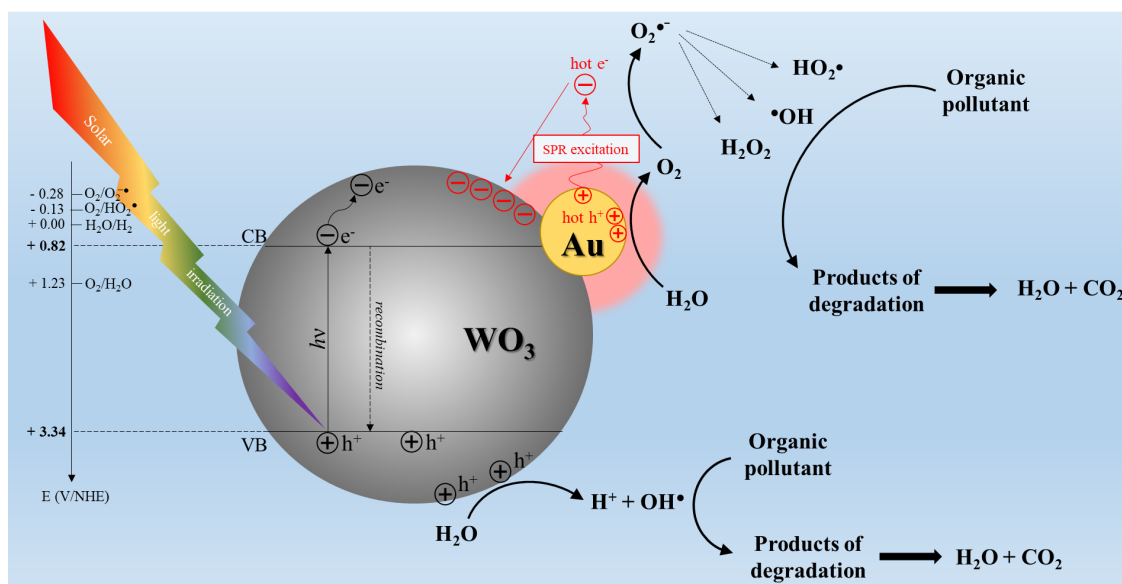 O₂•⁻
hot e⁻
HO₂•
Organic
pollutant
•OH
H₂O₂
Solar
light
irradiation
SPR excitation
O₂
- 0.28 O₂/O₂⁻•
- 0.13 O₂/HO₂•
+ 0.00 H₂O/H₂
+ 0.82
+ 1.23 O₂/H₂O
+ 3.34
E (V/NHE)
CB
VB
e⁻
e⁻
hν
recombination
WO₃
hot h⁺
Au
H₂O
Products of
degradation
H₂O + CO₂
h⁺
h⁺
h⁺
h⁺
H₂O
H⁺ + OH•
Organic
pollutant
Products of
degradation
H₂O + CO₂